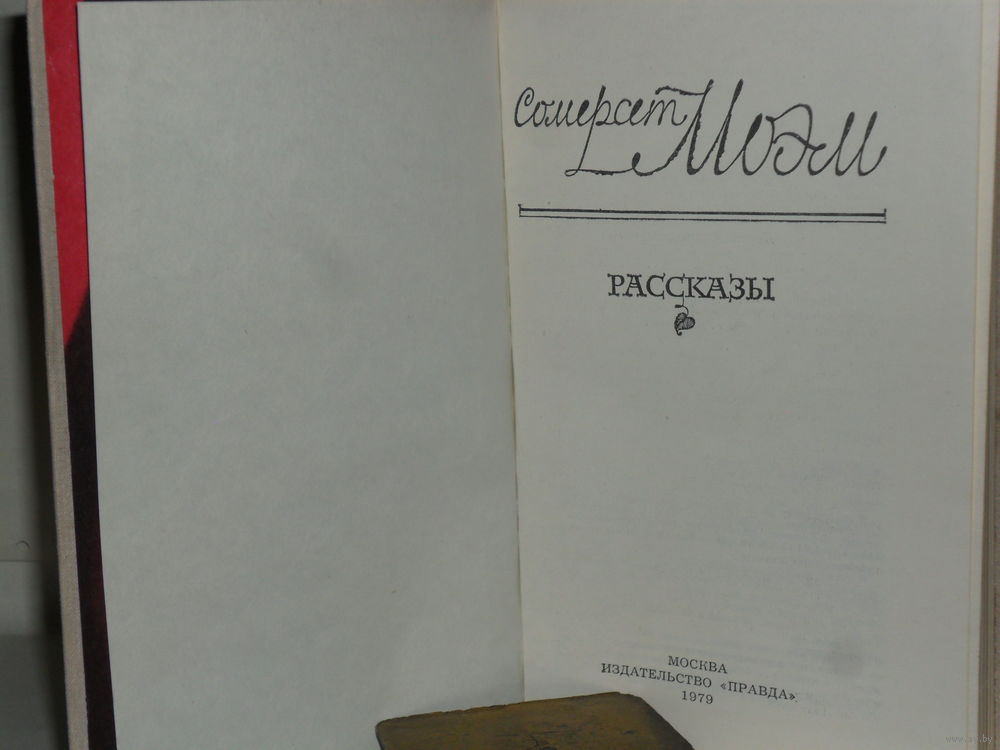 Сомерсет Моэм
РАССКАЗЫ
МОСКВА
ИЗДАТЕЛЬСТВО «ПРАВДА»
1979